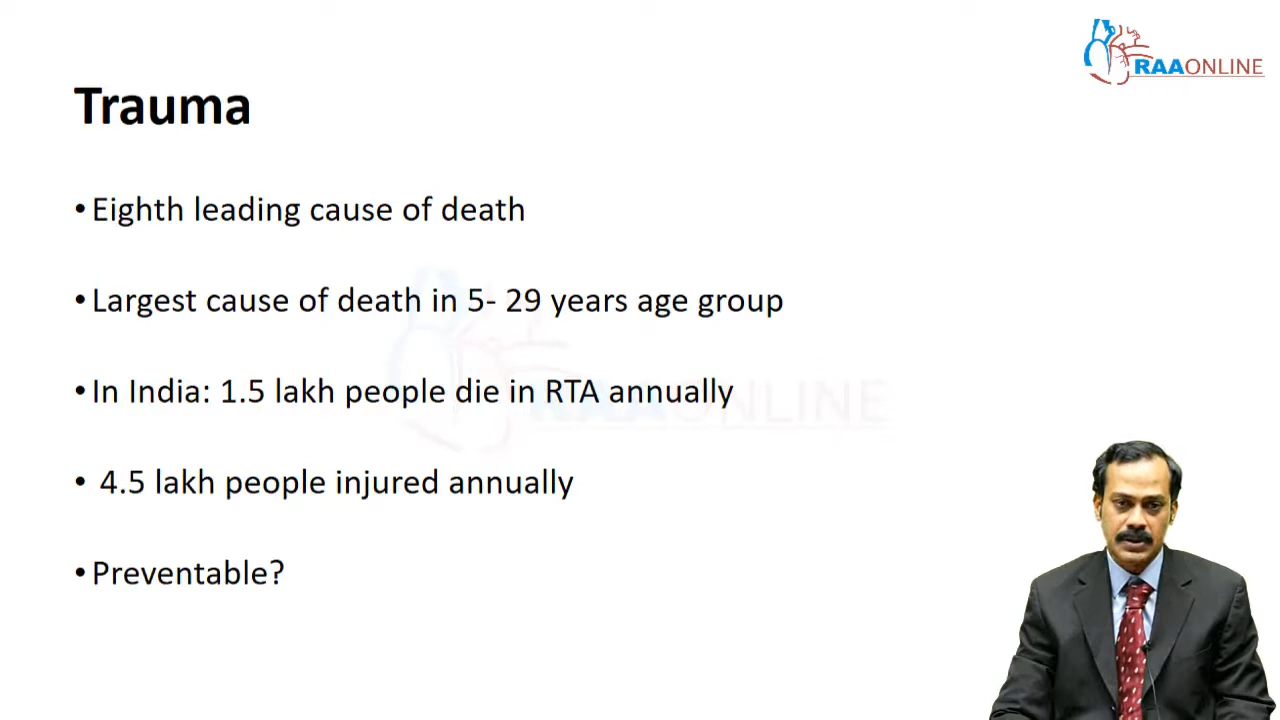 RAAONLINE
Trauma
•Eighth leading cause of death
•Largest cause of death in 5- 29 years age group
•In India: 1.5 lakh people die in RTA annually
• 4.5 lakh people injured annually
•Preventable?
RAAONLINE